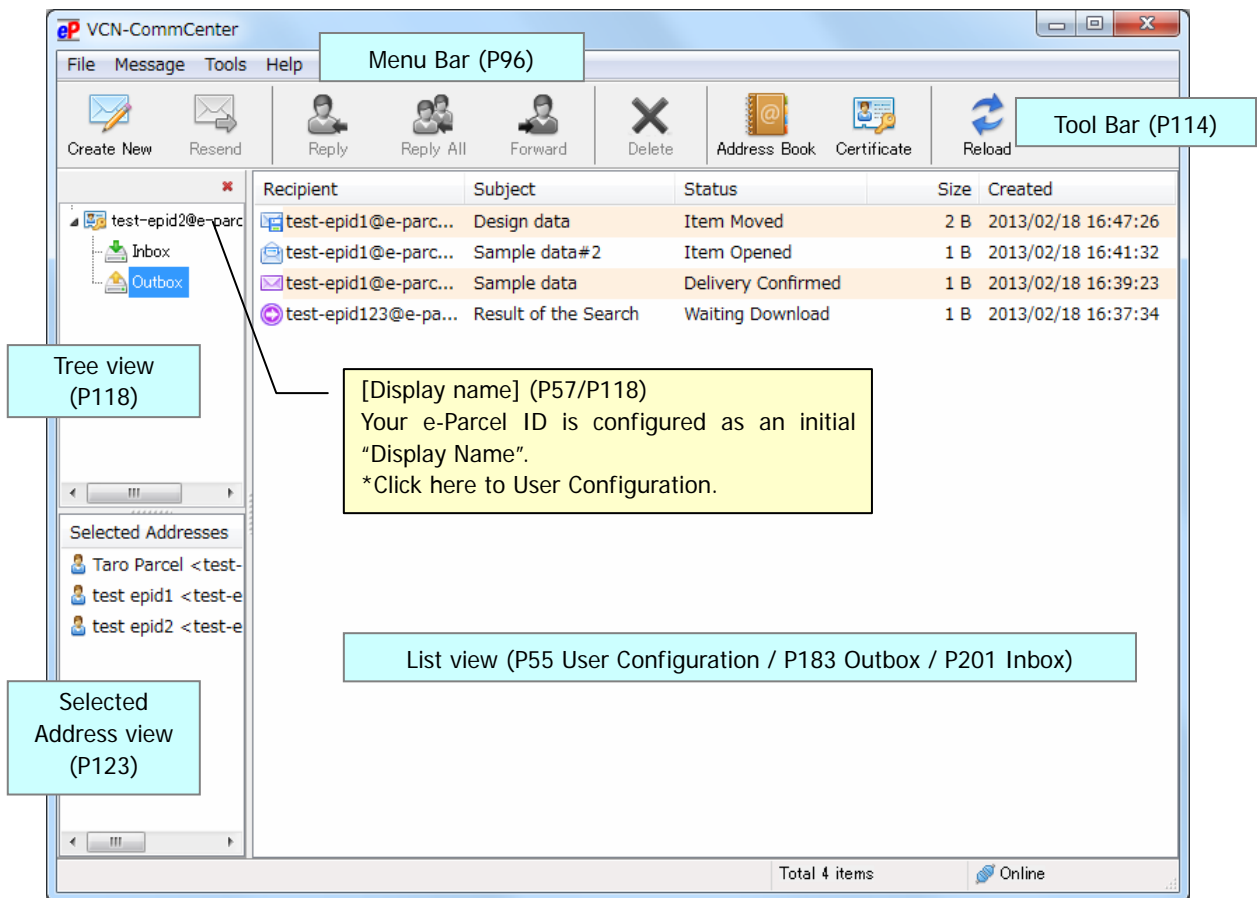 eP VCN-CommCenter
File Message Tools Help
Menu Bar (P96)
Create New Resend Reply Reply All Forward Delete Address Book Certificate Reload
Tool Bar (P114)
Recipient Subject Status Size Created
test-epid2@e-parc
Inbox
Outbox
test-epid1@e-parc... Design data Item Moved 2 B 2013/02/18 16:47:26
test-epid1@e-parc... Sample data#2 Item Opened 1 B 2013/02/18 16:41:32
test-epid1@e-parc... Sample data Delivery Confirmed 1 B 2013/02/18 16:39:23
test-epid123@e-pa... Result of the Search Waiting Download 1 B 2013/02/18 16:37:34
Tree view
(P118)
[Display name] (P57/P118)
Your e-Parcel ID is configured as an initial
"Display Name".
*Click here to User Configuration.
Selected Addresses
Taro Parcel <test-
test epid1 <test-e
test epid2 <test-e
List view (P55 User Configuration / P183 Outbox / P201 Inbox)
Selected
Address view
(P123)
Total 4 items Online